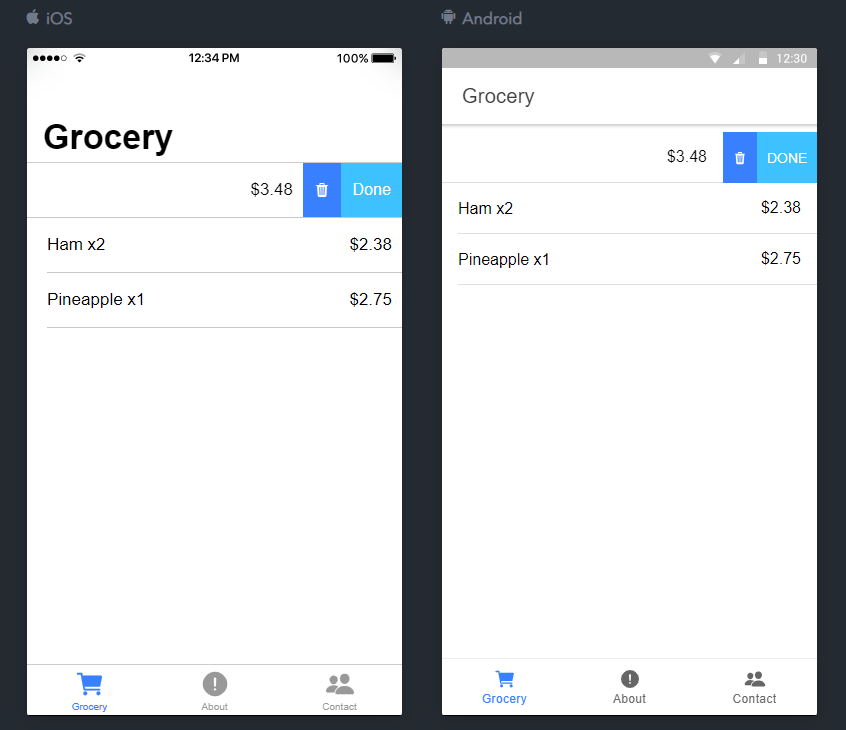 iOS
12:34 PM
100%
Grocery
$3.48 Done
Ham x2 $2.38
Pineapple x1 $2.75
Grocery About Contact
Android
12:30
Grocery
$3.48 DONE
Ham x2 $2.38
Pineapple x1 $2.75
Grocery About Contact